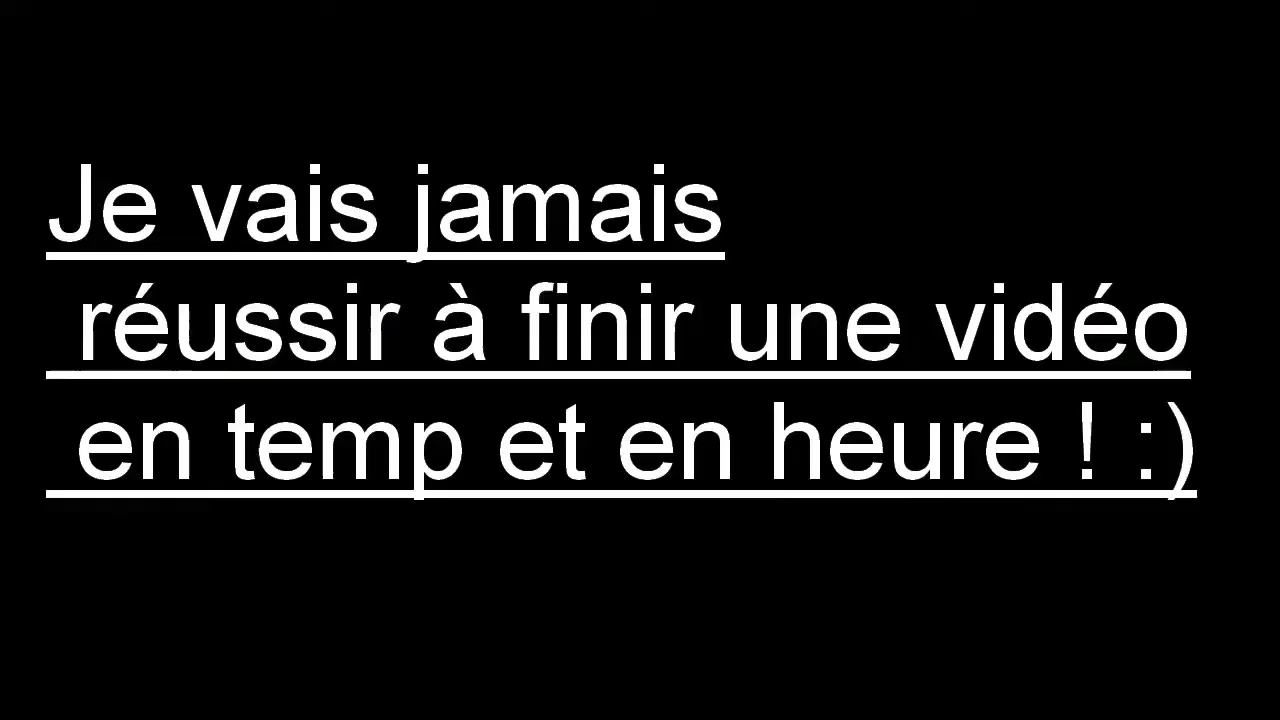 Je vais jamais
réussir à finir une vidéo
en temp et en heure ! :)